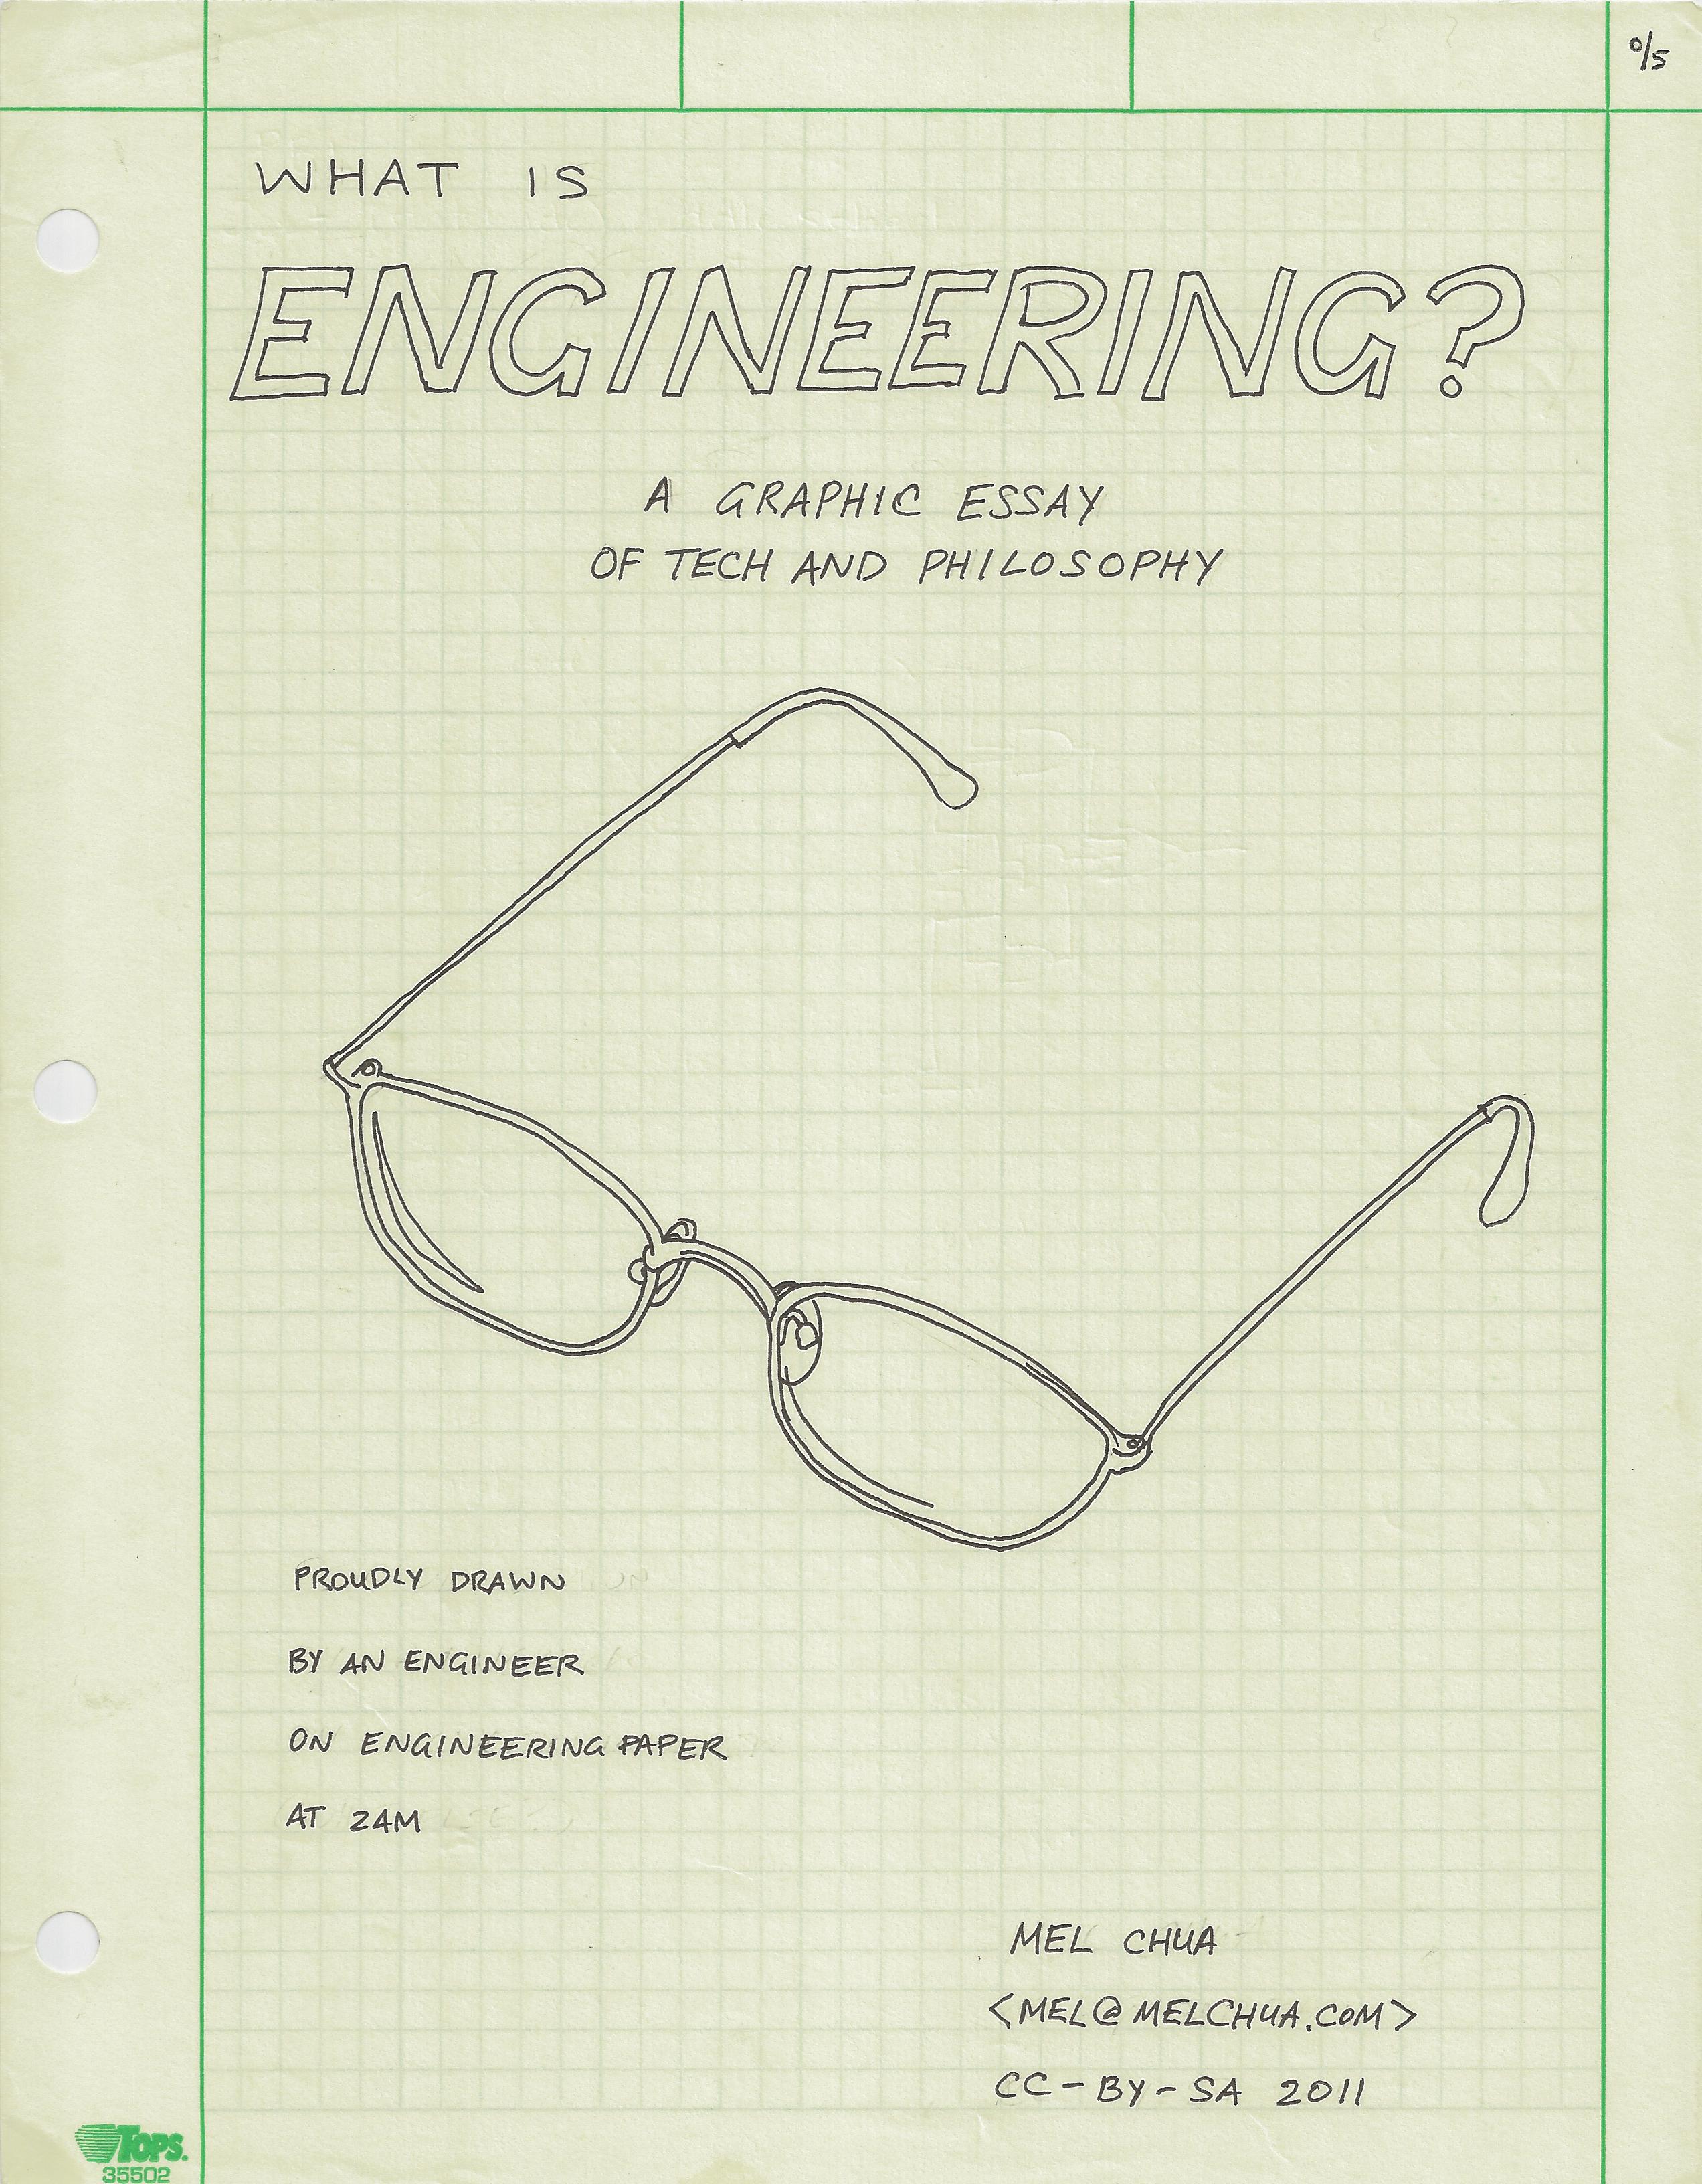 0/5
WHAT IS
ENGINEERING?
A GRAPHIC ESSAY
OF TECH AND PHILOSOPHY
PROUDLY DRAWN
BY AN ENGINEER
ON ENGINEERING PAPER
AT 2AM
MEL CHUA
<MEL@MELCHUA.COM>
CC-BY-SA 2011
TOPS.
35502